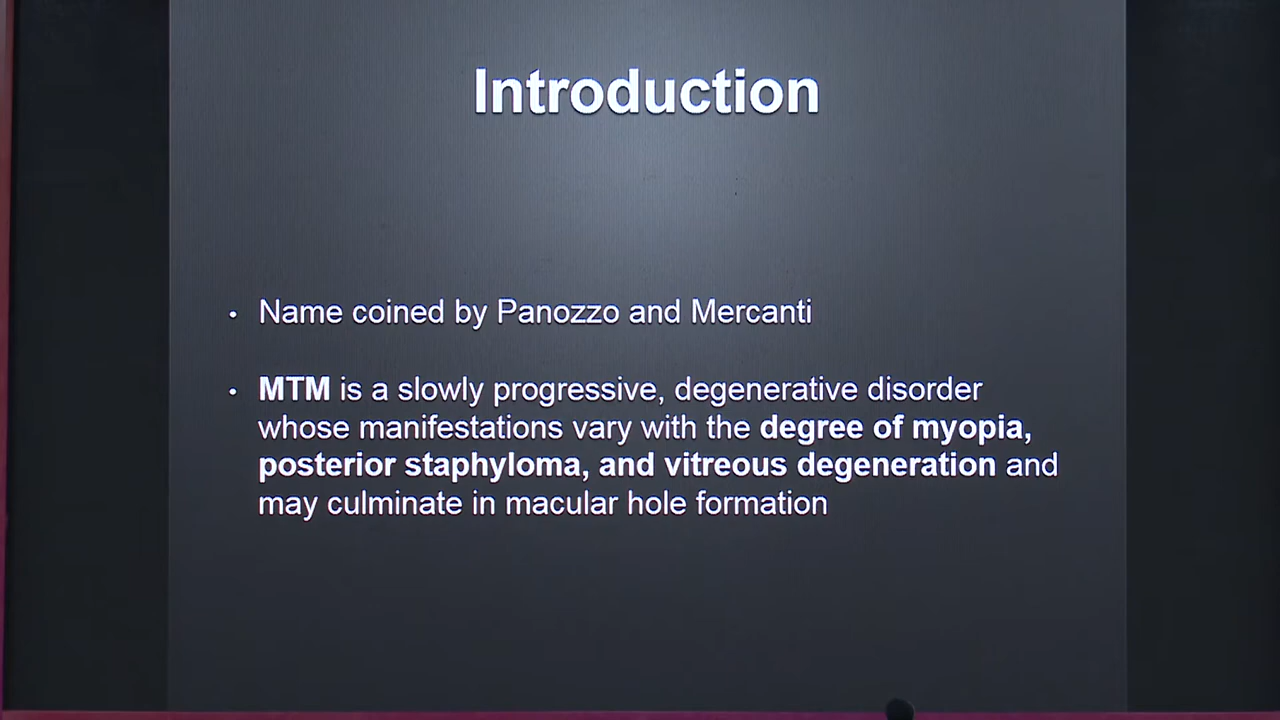 Introduction
• Name coined by Panozzo and Mercanti
• MTM is a slowly progressive, degenerative disorder
whose manifestations vary with the degree of myopia,
posterior staphyloma, and vitreous degeneration and
may culminate in macular hole formation